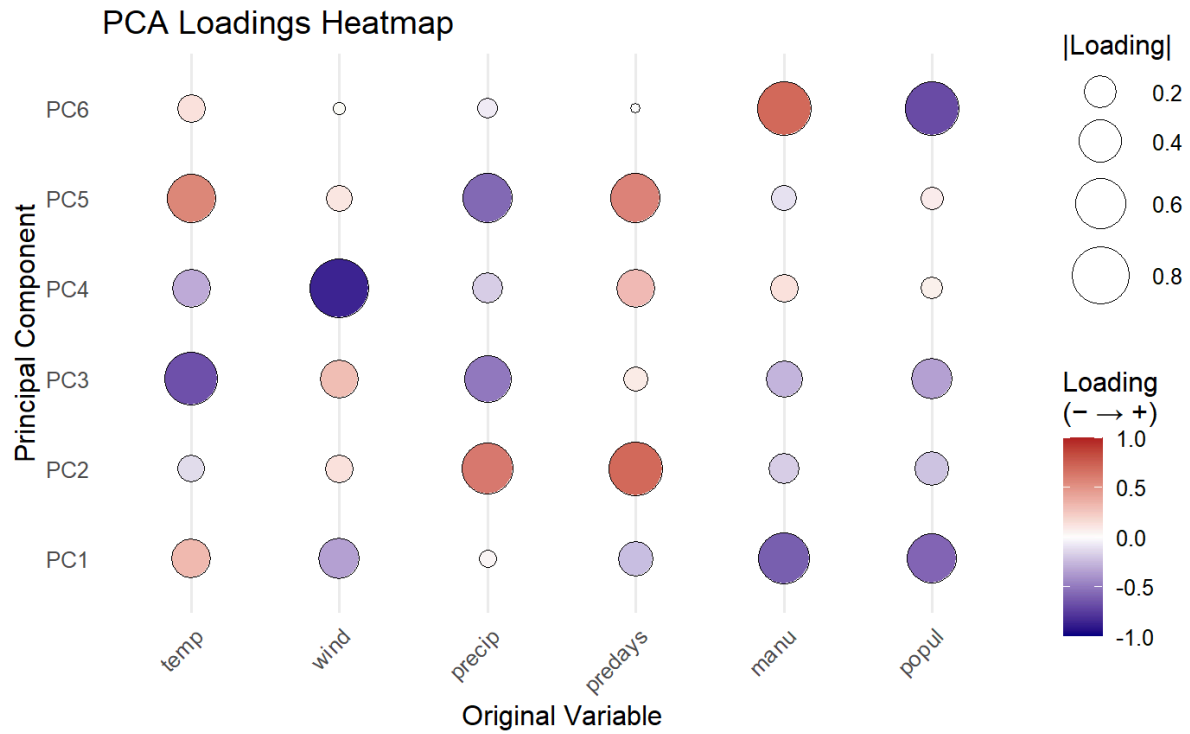 PCA Loadings Heatmap
Principal Component
PC6
PC5
PC4
PC3
PC2
PC1
temp
wind
precip
predays
manu
popul
Original Variable
|Loading|
0.2
0.4
0.6
0.8
Loading
(− → +)
1.0
0.5
0.0
-0.5
-1.0